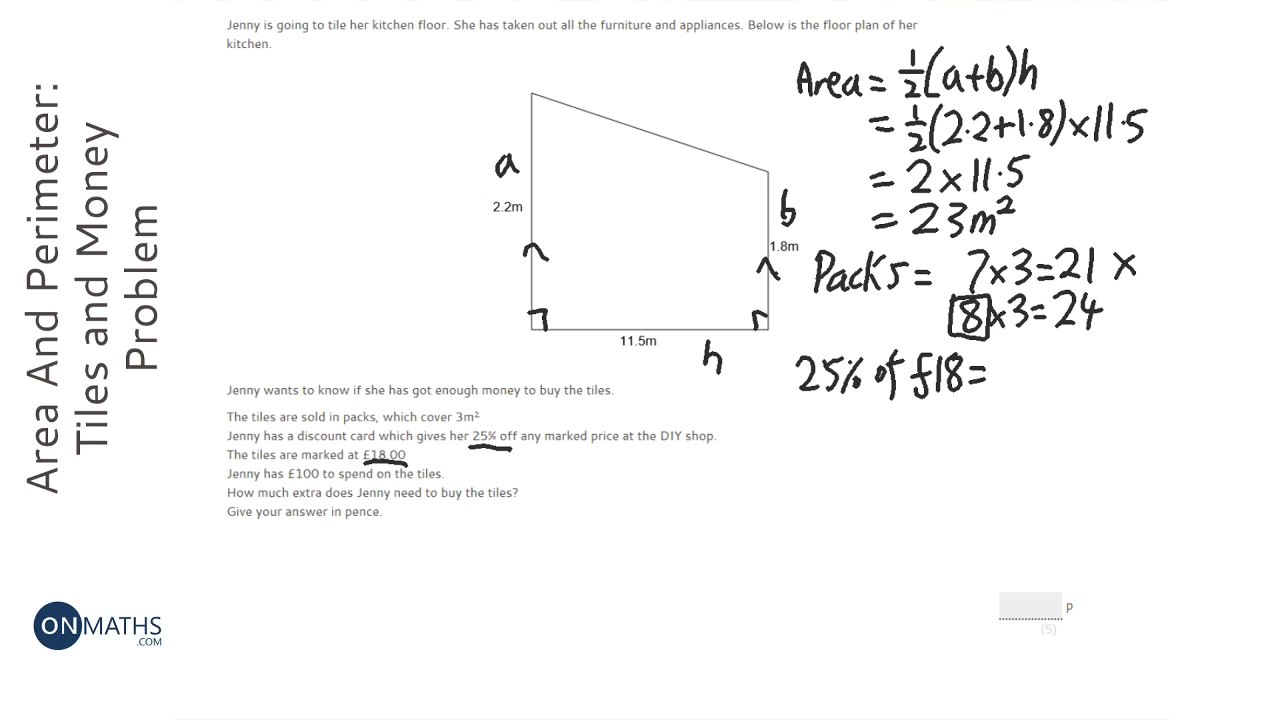 Area And Perimeter:
Tiles and Money
Problem
Jenny is going to tile her kitchen floor. She has taken out all the furniture and appliances. Below is the floor plan of her
kitchen.
a
2.2m
b
1.8m
11.5m
h
Area = ½(a+b)h
= ½(2·2+1·8)×11·5
= 2×11·5
= 23m²
Packs = 7×3=21 ×
8×3=24
25% of £18=
Jenny wants to know if she has got enough money to buy the tiles.
The tiles are sold in packs, which cover 3m²
Jenny has a discount card which gives her 25% off any marked price at the DIY shop.
The tiles are marked at £18.00
Jenny has £100 to spend on the tiles.
How much extra does Jenny need to buy the tiles?
Give your answer in pence.
p
(5)
ONMATHS
.COM